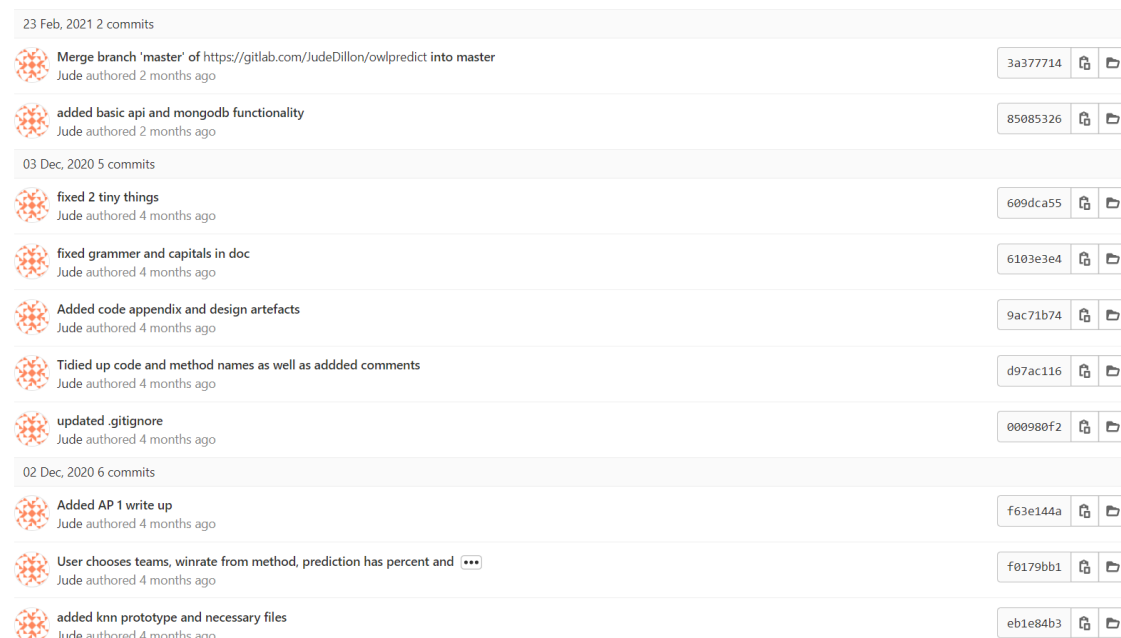 23 Feb, 2021 2 commits
Merge branch 'master' of https://gitlab.com/JudeDillon/owlpredict into master
Jude authored 2 months ago
3a377714
added basic api and mongodb functionality
Jude authored 2 months ago
85085326
03 Dec, 2020 5 commits
fixed 2 tiny things
Jude authored 4 months ago
609dca55
fixed grammer and capitals in doc
Jude authored 4 months ago
6103e3e4
Added code appendix and design artefacts
Jude authored 4 months ago
9ac71b74
Tidied up code and method names as well as addded comments
Jude authored 4 months ago
d97ac116
updated .gitignore
Jude authored 4 months ago
000980f2
02 Dec, 2020 6 commits
Added AP 1 write up
Jude authored 4 months ago
f63e144a
User chooses teams, winrate from method, prediction has percent and •••
Jude authored 4 months ago
f0179bb1
added knn prototype and necessary files
Jude authored 4 months ago
eb1e84b3